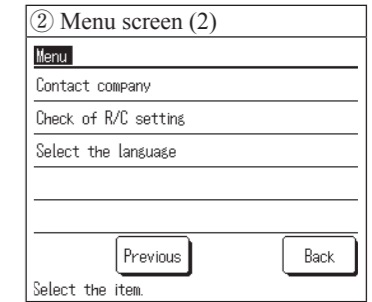 ② Menu screen (2)
Menu
Contact company
Check of R/C setting
Select the language
Previous Back
Select the item.